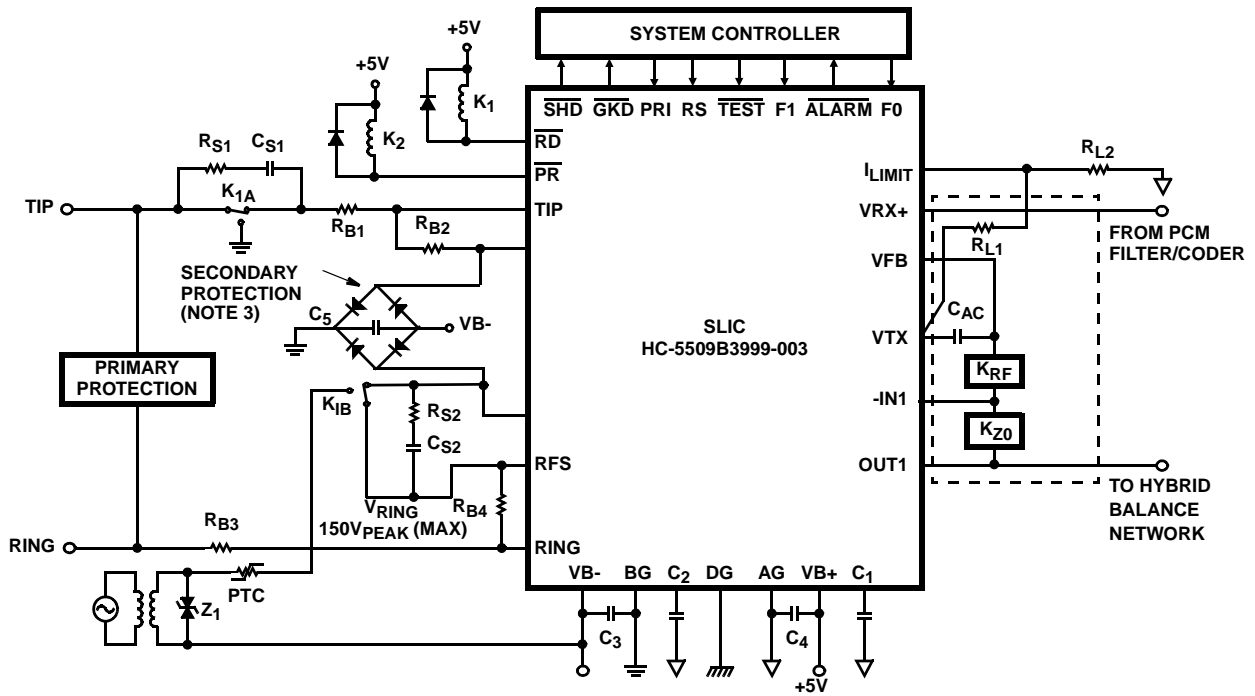 SYSTEM CONTROLLER
+5V
+5V
K1
K2
SHD GKD PRI RS TEST F1 ALARM F0
RD
PR
RS1 CS1
K1A
TIP
RB1
RB2
TIP
SECONDARY
PROTECTION
(NOTE 3)
C5
VB-
PRIMARY
PROTECTION
KIB
RS2
CS2
RFS
VRING
150VPEAK (MAX)
RB4
RB3
RING
RING
PTC
Z1
SLIC
HC-5509B3999-003
ILIMIT
RL2
VRX+
FROM PCM
FILTER/CODER
RL1
VFB
CAC
VTX
KRF
-IN1
KZ0
OUT1
TO HYBRID
BALANCE
NETWORK
VB- BG C2 DG AG VB+ C1
C3
C4
+5V